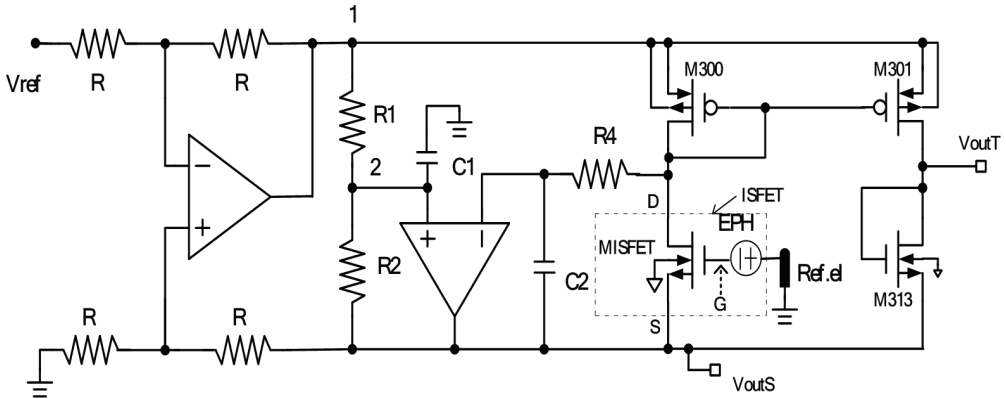 1
Vref
R
R
R1
C1
2
R4
M300
M301
VoutT
D
ISFET
EPH
MISFET
R2
C2
G
Ref.el
M313
S
R
R
VoutS
−
+
+
−
+